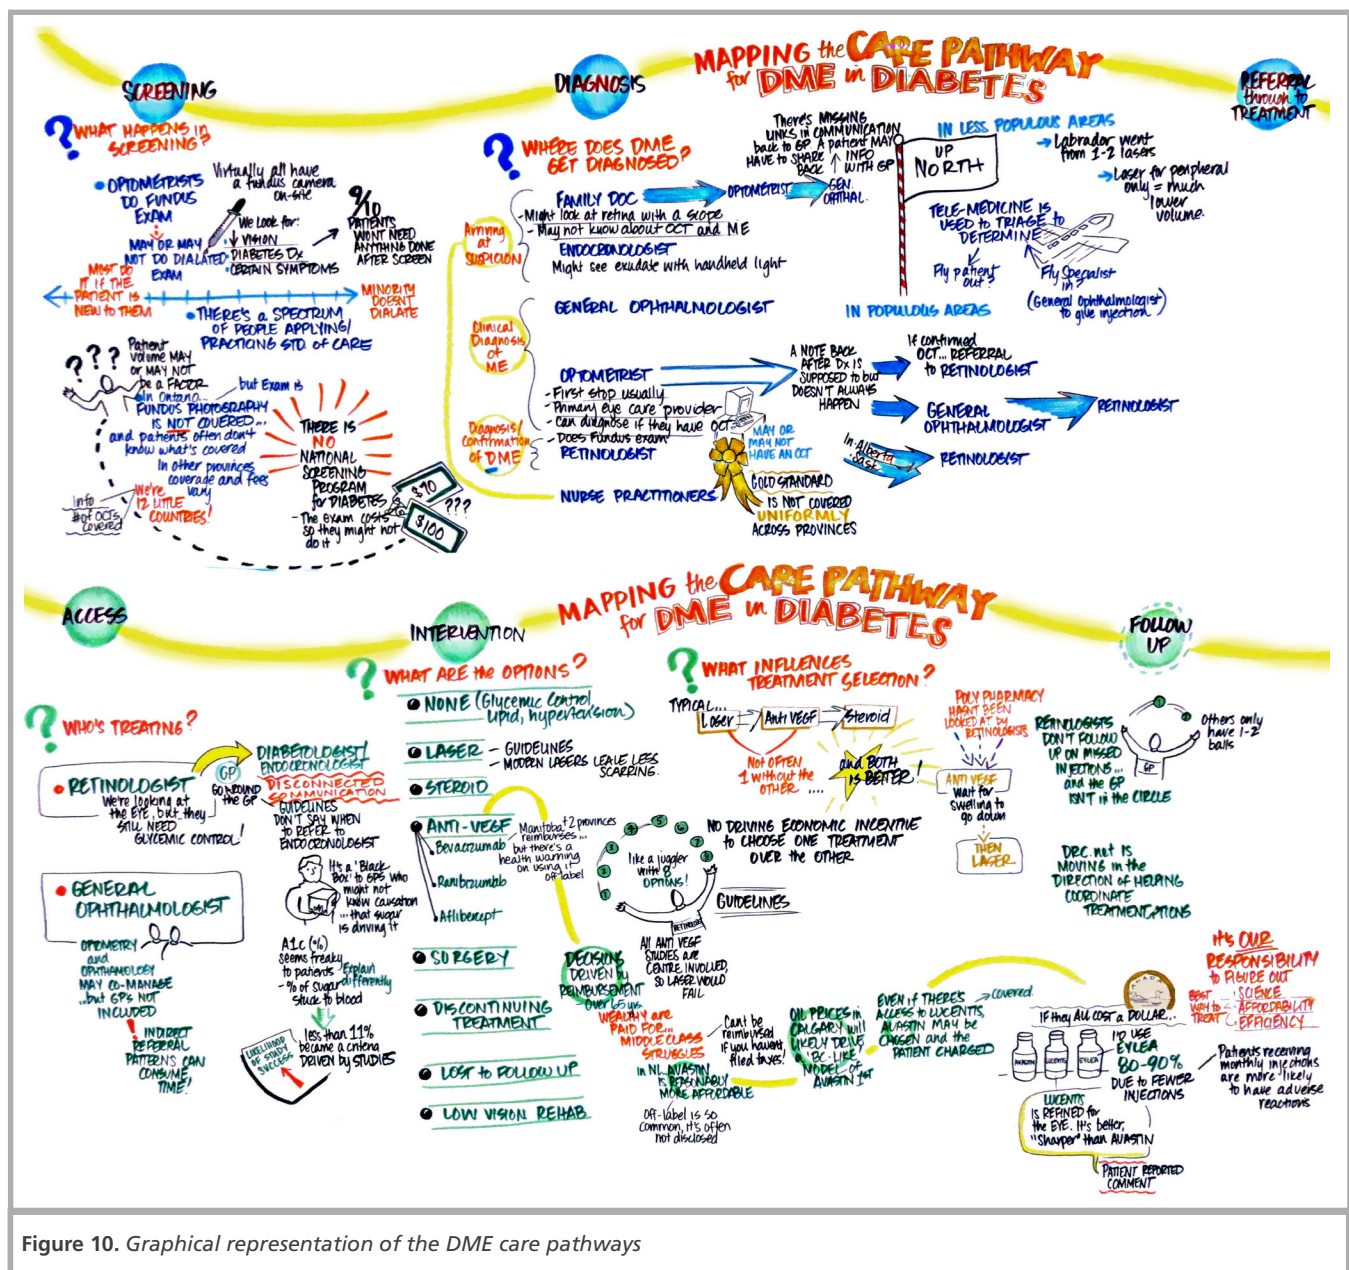 MAPPING the CARE PATHWAY
for DME in DIABETES
SCREENING
? WHAT HAPPENS IN
SCREENING?
• OPTOMETRISTS
DO FUNDUS
EXAM
Virtually all have
a fundus camera
on-site
MAY OR MAY
NOT DO DIALATED
EXAM
We look for:
• ↓ VISION
• DIABETES Dx
• CERTAIN SYMPTOMS
9/10
PATIENTS
WONT NEED
ANYTHING DONE
AFTER SCREEN
MOST DO
IT IF THE
PATIENT IS
NEW TO THEM
MINORITY
DOESN'T
DIALATE
• THERE'S A SPECTRUM
OF PEOPLE APPLYING/
PRACTICING STD. OF CARE
???
Patient
volume MAY
or MAY NOT
be a FACTOR
• In Ontario...
but Exam is
FUNDUS PHOTOGRAPHY
is NOT COVERED...
and patients often don't
know what's covered
In other provinces
coverage and fees
vary
We're
12 LITTLE
COUNTRIES!
Info
# of OCTs
covered
THERE IS
NO
NATIONAL
SCREENING
PROGRAM
for DIABETES
- The exam costs
so they might not
do it
$70
$100
???
DIAGNOSIS
? WHERE DOES DME
GET DIAGNOSED?
Arriving
at
SUSPICION
FAMILY DOC
OPTOMETRIST
GEN.
OPTHAL.
- Might look at retina with a scope
- May not know about OCT and ME
ENDOCRONOLOGIST
Might see exudate with handheld light
There's MISSING
LINKS IN COMMUNICATION
back to GP. A patient MAY
HAVE TO SHARE ↑ INFO
BACK WITH GP
Clinical
Diagnosis
of
ME
GENERAL OPHTHALMOLOGIST
OPTOMETRIST
- First stop usually
- Primary eye care provider
- Can diagnose if they have OCT
- Does Fundus exam
Diagnosis/
Confirmation
of DME
RETINOLOGIST
NURSE PRACTITIONERS
MAY OR
MAY NOT
HAVE AN OCT
GOLD STANDARD
IS NOT COVERED
UNIFORMLY
ACROSS PROVINCES
UP
NORTH
IN LESS POPULOUS AREAS
→ Labrador went
from 1-2 lasers
→ Laser for peripheral
only = much
lower
volume.
TELE-MEDICINE IS
USED to TRIAGE to
DETERMINE
Fly patient
out?
Fly Specialist
in?
(General Ophthalmologist
to give injection)
IN POPULOUS AREAS
A NOTE BACK
AFTER Dx IS
SUPPOSED to but
DOESN'T ALWAYS
HAPPEN
If confirmed
OCT... REFERRAL
to RETINOLOGIST
GENERAL
OPHTHALMOLOGIST
RETINOLOGIST
In Alberta
Sask
RETINOLOGIST
REFERRAL
through to
TREATMENT
MAPPING the CARE PATHWAY
for DME in DIABETES
ACCESS
? WHO'S TREATING?
• RETINOLOGIST
We're looking at
the EYE, but they
STILL NEED
GLYCEMIC CONTROL!
GP
GO AROUND
the GP
DIABETOLOGIST/
ENDOCRONOLOGIST
DISCONNECTED
COMMUNICATION
GUIDELINES
DON'T SAY WHEN
TO REFER TO
ENDOCRONOLOGIST
It's a 'Black
Box' to GPs who
might not
know causation
...that sugar
is driving it
• GENERAL
OPHTHALMOLOGIST
OPTOMETRY
and
OPHTHAMOLOGY
MAY CO-MANAGE
...but GPs NOT
INCLUDED
! INDIRECT
REFERRAL
PATTERNS CAN
CONSUME
TIME!
A1c (%)
seems freaky
to patients
- % of sugar
stuck to blood
Explain
differently
less than 11%
became a criteria
DRIVEN by STUDIES
LIKELIHOOD
OF STUDY
SUCCESS
INTERVENTION
? WHAT ARE the OPTIONS?
• NONE (Glycemic Control,
Lipid, hypertension)
• LASER - GUIDELINES
- MODERN LASERS LEAVE LESS
SCARRING.
• STEROID
• ANTI-VEGF
Bevacizumab
Ranibizumab
Aflibercept
Manitoba +2 provinces
reimburses...
but there's a
health warning
on using it
off label
• SURGERY
• DISCONTINUING
TREATMENT
• LOST to FOLLOW UP
• LOW VISION REHAB
? WHAT INFLUENCES
TREATMENT SELECTION?
TYPICAL...
Laser → Anti VEGF → Steroid
Not OFTEN
1 without the
other ....
and BOTH
IS BETTER!
1 2 3 4 5 6 7 8
like a juggler
with 8
OPTIONS!
RETINOLOGIST
NO DRIVING ECONOMIC INCENTIVE
to CHOOSE ONE TREATMENT
OVER the OTHER
GUIDELINES
All ANTI VEGF
STUDIES are
CENTRE INVOLVED,
SO LASER WOULD
FAIL
POLY PHARMACY
HASN'T BEEN
LOOKED AT BY
RETINOLOGISTS
ANTI VEGF
wait for
swelling to
go down
THEN
LASER
DECISIONS
DRIVEN by
REIMBURSEMENT
Over 65 yrs
WEALTHY are
PAID FOR...
MIDDLE CLASS
STRUGGLES
in NL, AVASTIN
IS REASONABLY
MORE AFFORDABLE
Off-label is so
common, it's often
not disclosed
Can't be
reimbursed
if you haven't
filed taxes!
OIL PRICES in
CALGARY will
likely DRIVE
'BC-LIKE'
MODEL of
AVASTIN 1st
EVEN if THERE'S
ACCESS to LUCENTIS,
AVASTIN MAY be
CHOSEN and the
PATIENT CHARGED
→ covered.
FOLLOW
UP
RETINOLOGISTS
DON'T FOLLOW
UP ON MISSED
INJECTIONS...
and the GP
ISN'T in the CIRCLE
1 2
GP
Others only
have 1-2
balls
DRC.net is
MOVING in the
DIRECTION of HELPING
COORDINATE
TREATMENT OPTIONS
It's OUR
RESPONSIBILITY
to FIGURE OUT
BEST
WAY to
TREAT
- SCIENCE
- AFFORDABILITY
- EFFICIENCY
IF they ALL COST a DOLLAR...
AVASTIN
LUCENTIS
EYLEA
I'D USE
EYLEA
80-90%
DUE to FEWER
INJECTIONS
Patients receiving
monthly injections
are more likely
to have adverse
reactions
LUCENTIS
IS REFINED for
the EYE. It's better,
"Sharper" than AVASTIN
PATIENT REPORTED
COMMENT
Figure 10. Graphical representation of the DME care pathways